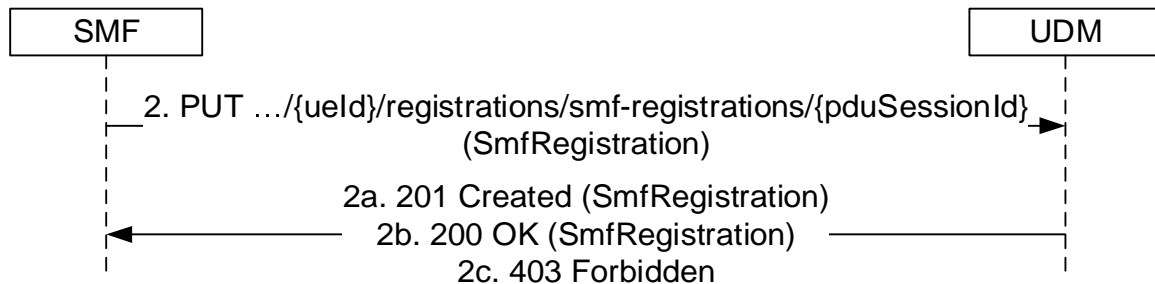 SMF
UDM
2. PUT …/{ueId}/registrations/smf-registrations/{pduSessionId}
(SmfRegistration)
2a. 201 Created (SmfRegistration)
2b. 200 OK (SmfRegistration)
2c. 403 Forbidden